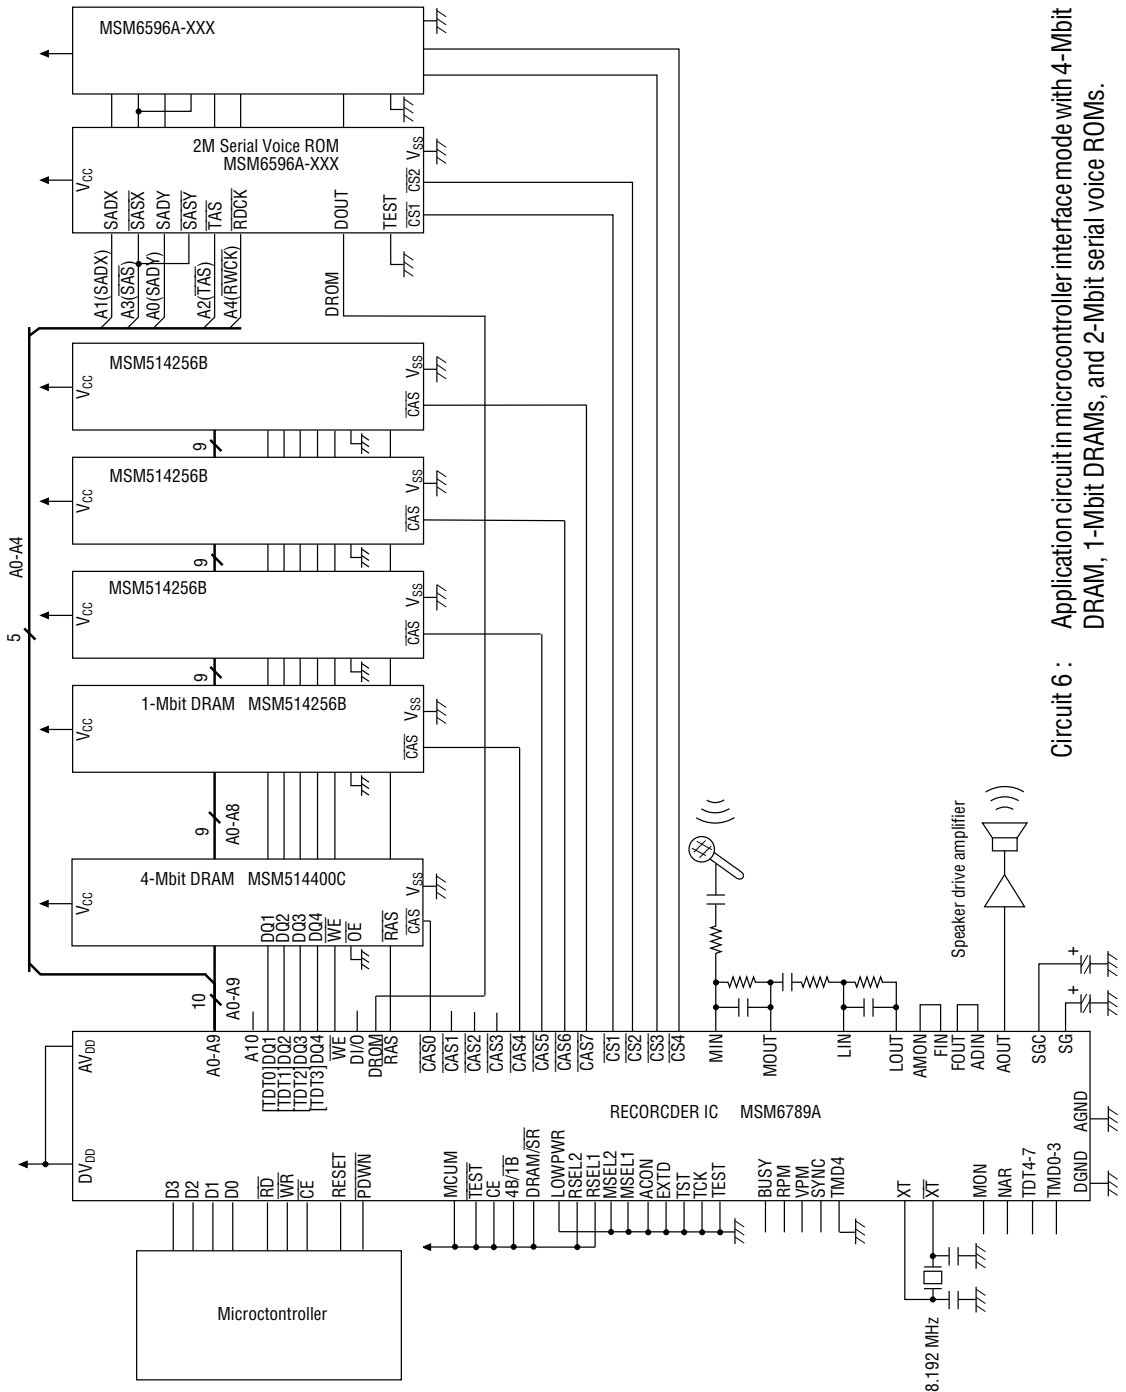 MSM6596A-XXX
2M Serial Voice ROM
MSM6596A-XXX
VCC
SADX
SASX
SADY
SASY
TAS
RDCK
DOUT
TEST
CS1
CS2
VSS
A1(SADX)
A3(SAS)
A0(SADY)
A2(TAS)
A4(RWCK)
DROM
MSM514256B
VCC
CAS
VSS
9
MSM514256B
VCC
CAS
VSS
9
MSM514256B
VCC
CAS
VSS
9
1-Mbit DRAM MSM514256B
VCC
CAS
VSS
9
A0-A8
A0-A4
5
4-Mbit DRAM MSM514400C
VCC
DQ1
DQ2
DQ3
DQ4
WE
OE
RAS
CAS
VSS
10
A0-A9
AVDD
DVDD
A0-A9
A10
[TDT0]DQ1
[TDT1]DQ2
[TDT2]DQ3
[TDT3]DQ4
WE
DI/O
DROM
RAS
CAS0
CAS1
CAS2
CAS3
CAS4
CAS5
CAS6
CAS7
CS1
CS2
CS3
CS4
MIN
MOUT
LIN
LOUT
AMON
FIN
FOUT
ADIN
AOUT
SGC
SG
RECORCDER IC MSM6789A
D3
D2
D1
D0
RD
WR
CE
RESET
PDWN
MCUM
TEST
CE
4B/1B
DRAM/SR
LOWPWR
RSEL2
RSEL1
MSEL2
MSEL1
ACON
EXTD
TST
TCK
TEST
BUSY
RPM
VPM
SYNC
TMD4
XT
XT
MON
NAR
TDT4-7
TMD0-3
DGND
AGND
Microctontroller
8.192 MHz
Speaker drive amplifier
+
+
Circuit 6 : Application circuit in microcontroller interface mode with 4-Mbit
DRAM, 1-Mbit DRAMs, and 2-Mbit serial voice ROMs.